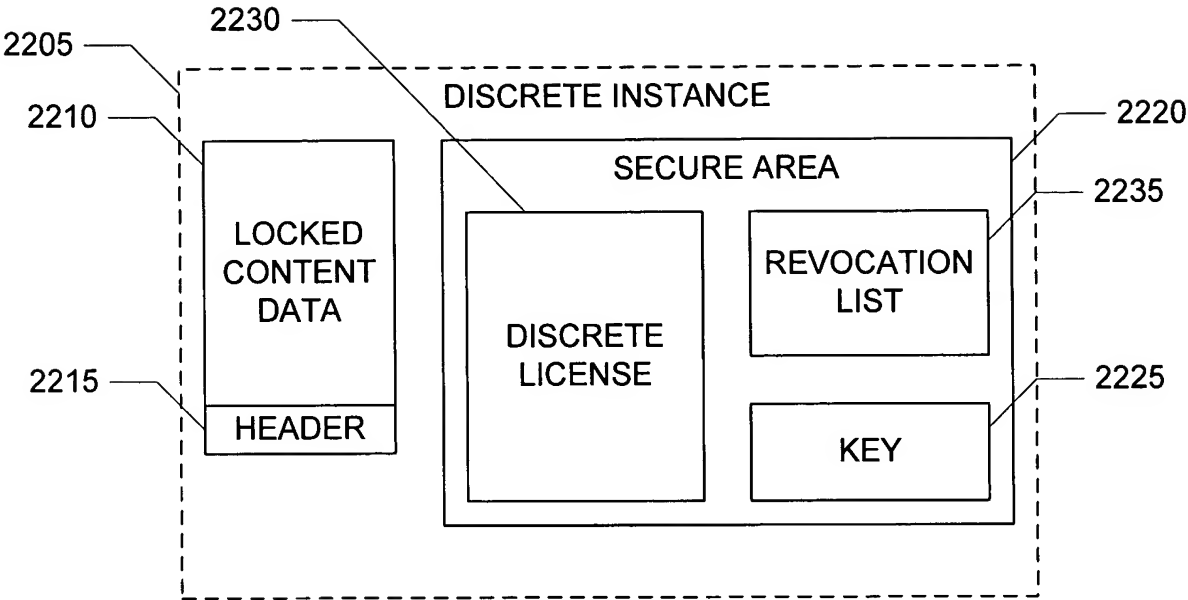 2230
2205
DISCRETE INSTANCE
2210
2220
SECURE AREA
2235
LOCKED
CONTENT
DATA
REVOCATION
LIST
DISCRETE
LICENSE
2215
2225
HEADER
KEY